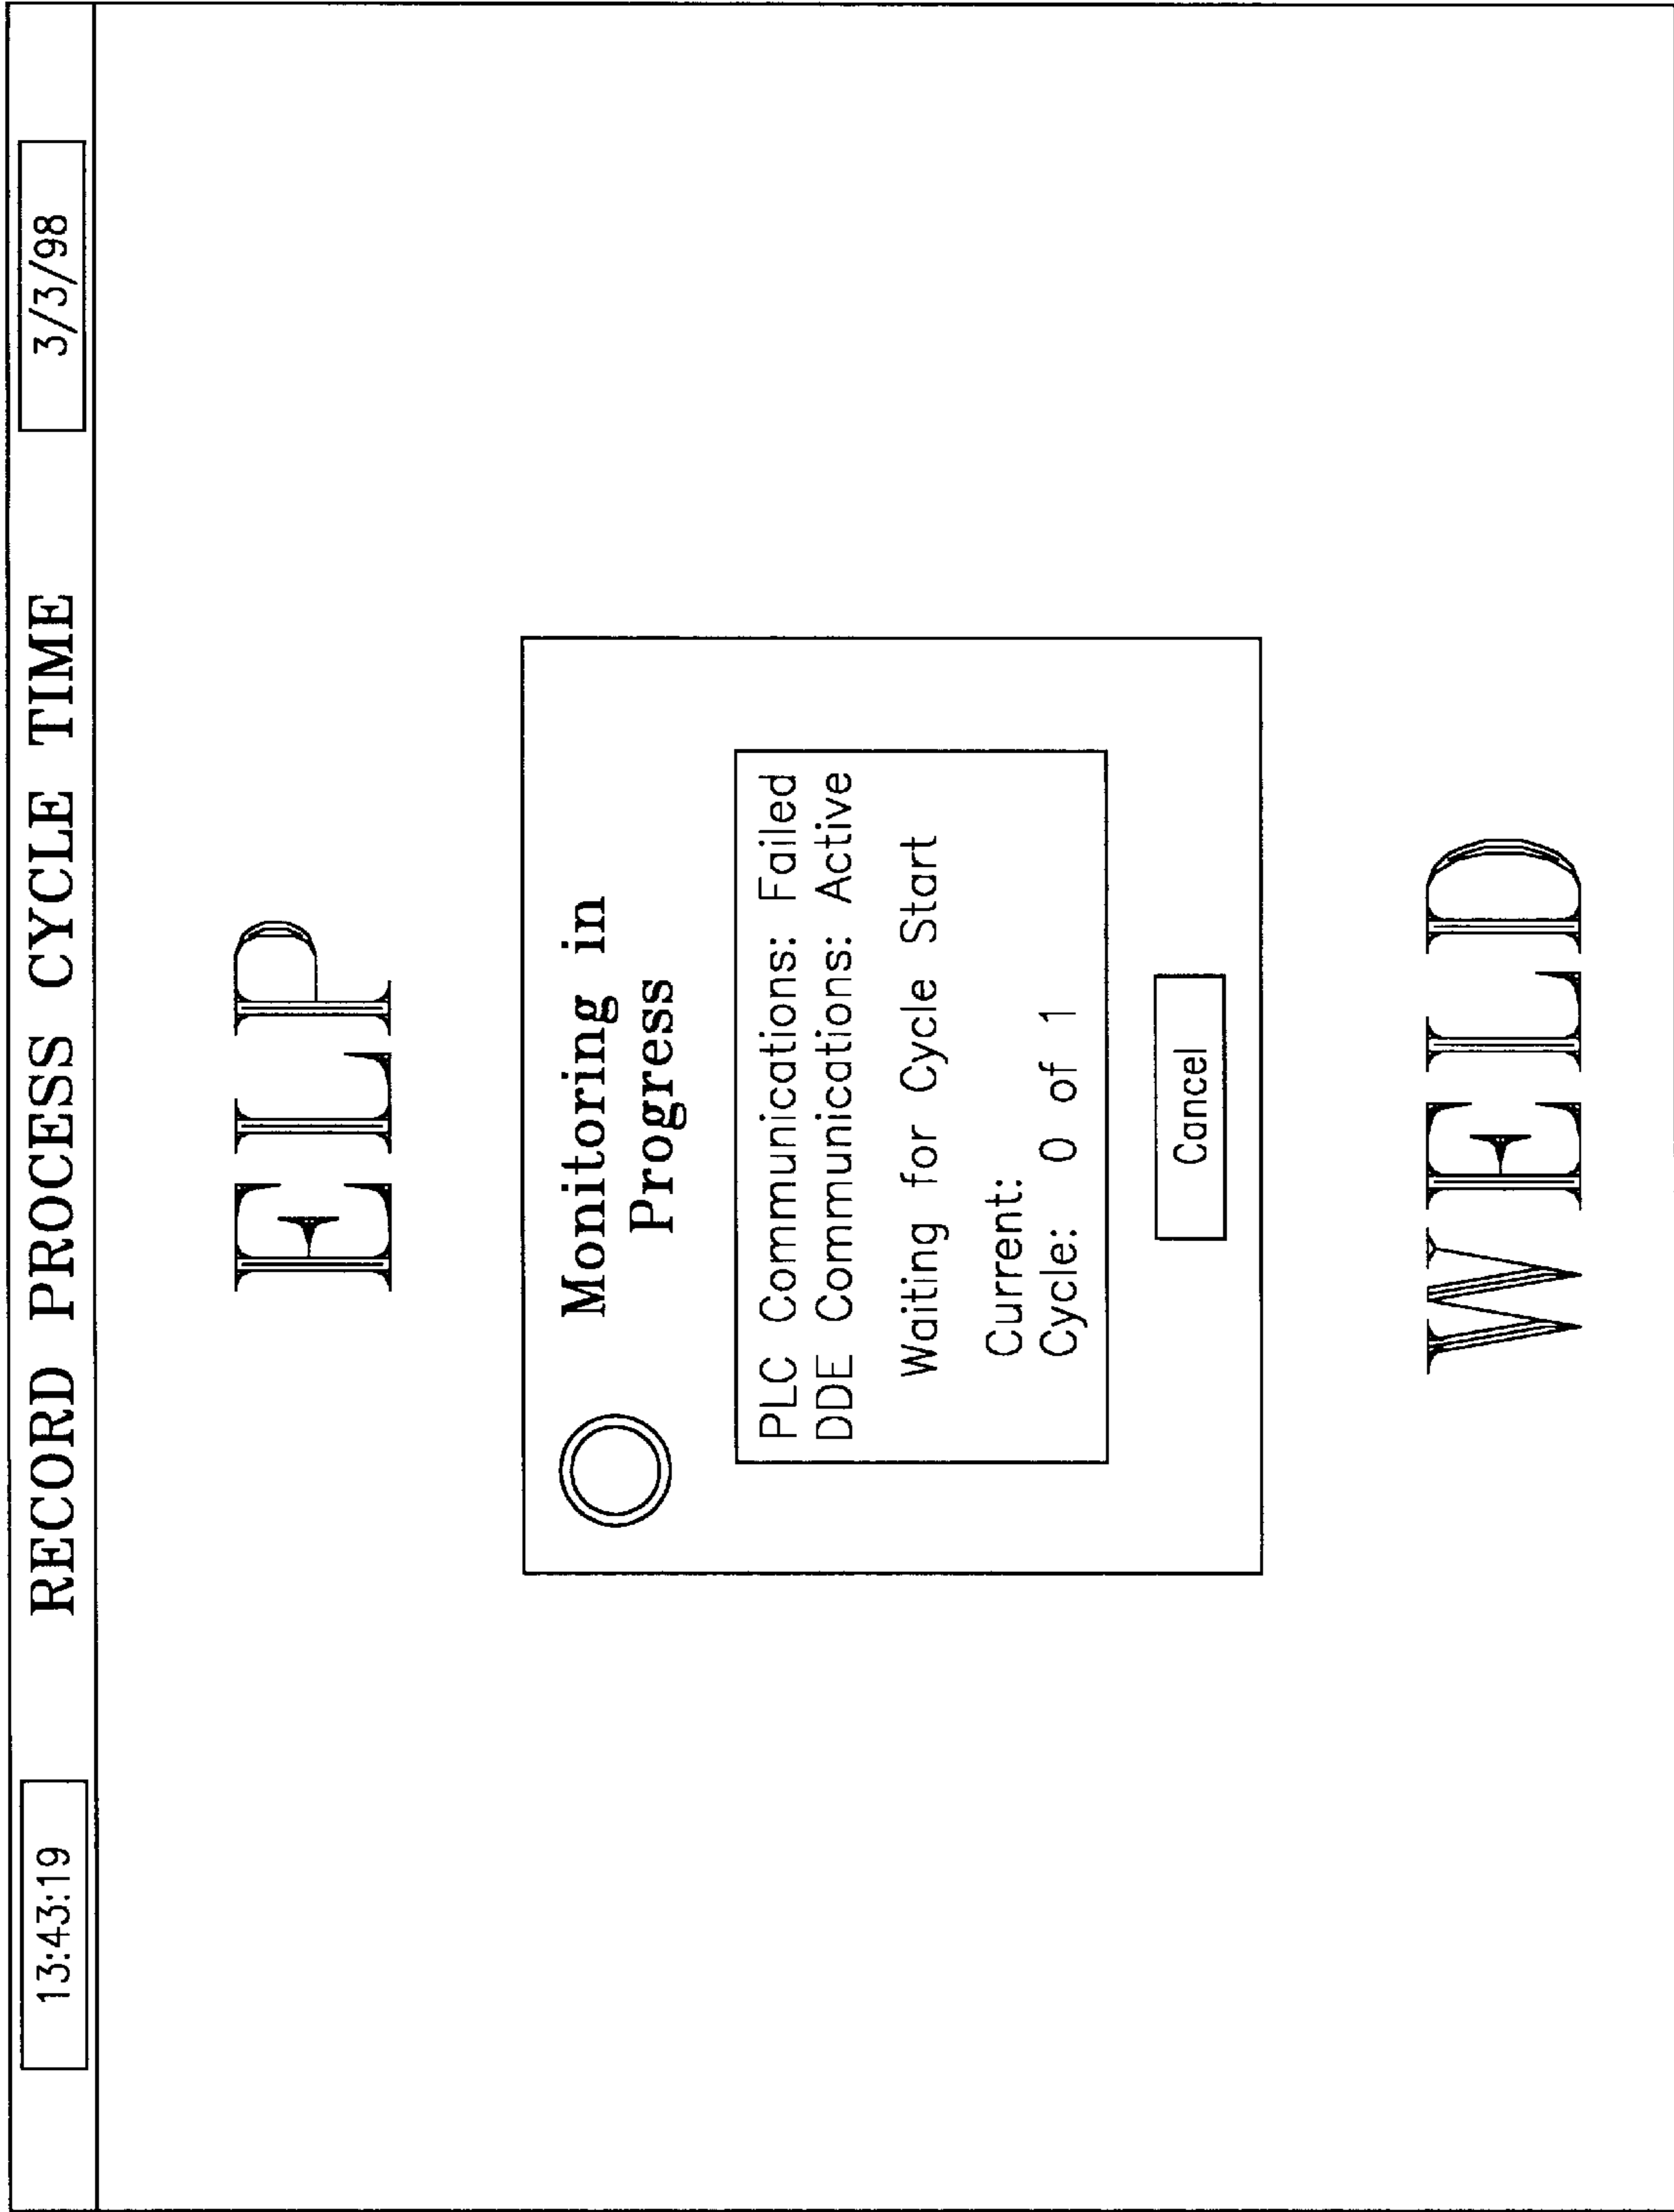 13:43:19 RECORD PROCESS CYCLE TIME 3/3/98
ELP
Monitoring in
Progress
PLC Communications: Failed
DDE Communications: Active
Waiting for Cycle Start
Current:
Cycle: 0 of 1
Cancel
WELD